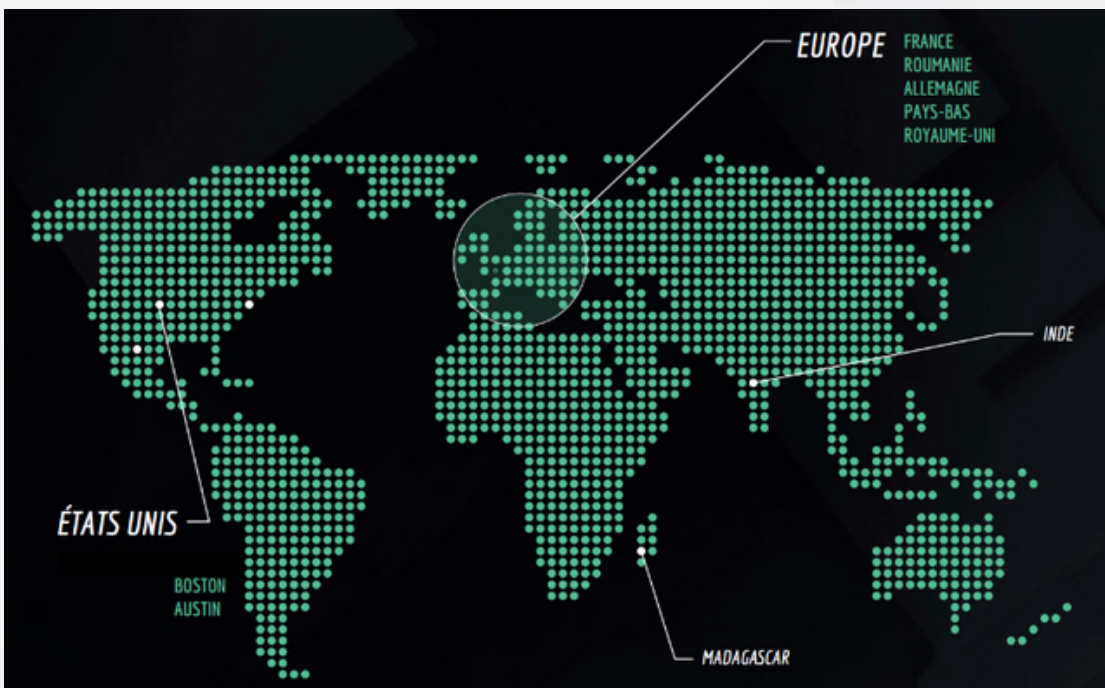 EUROPE
FRANCE
ROUMANIE
ALLEMAGNE
PAYS-BAS
ROYAUME-UNI
INDE
ÉTATS UNIS
BOSTON
AUSTIN
MADAGASCAR